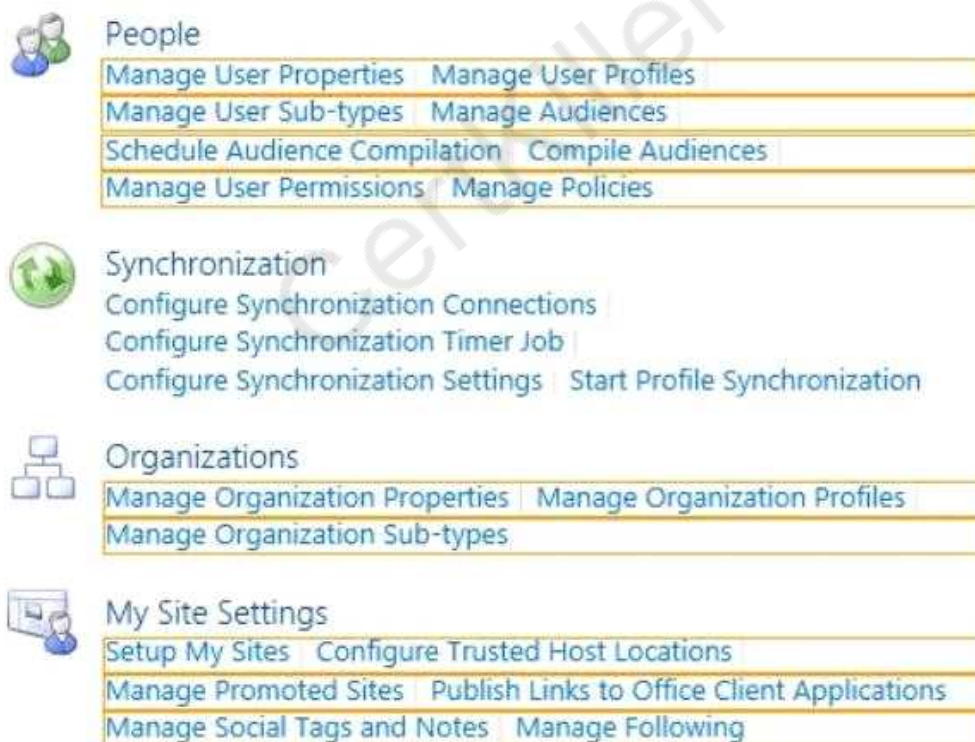 People
Manage User Properties Manage User Profiles
Manage User Sub-types Manage Audiences
Schedule Audience Compilation Compile Audiences
Manage User Permissions Manage Policies
Synchronization
Configure Synchronization Connections
Configure Synchronization Timer Job
Configure Synchronization Settings Start Profile Synchronization
Organizations
Manage Organization Properties Manage Organization Profiles
Manage Organization Sub-types
My Site Settings
Setup My Sites Configure Trusted Host Locations
Manage Promoted Sites Publish Links to Office Client Applications
Manage Social Tags and Notes Manage Following
CertKiller